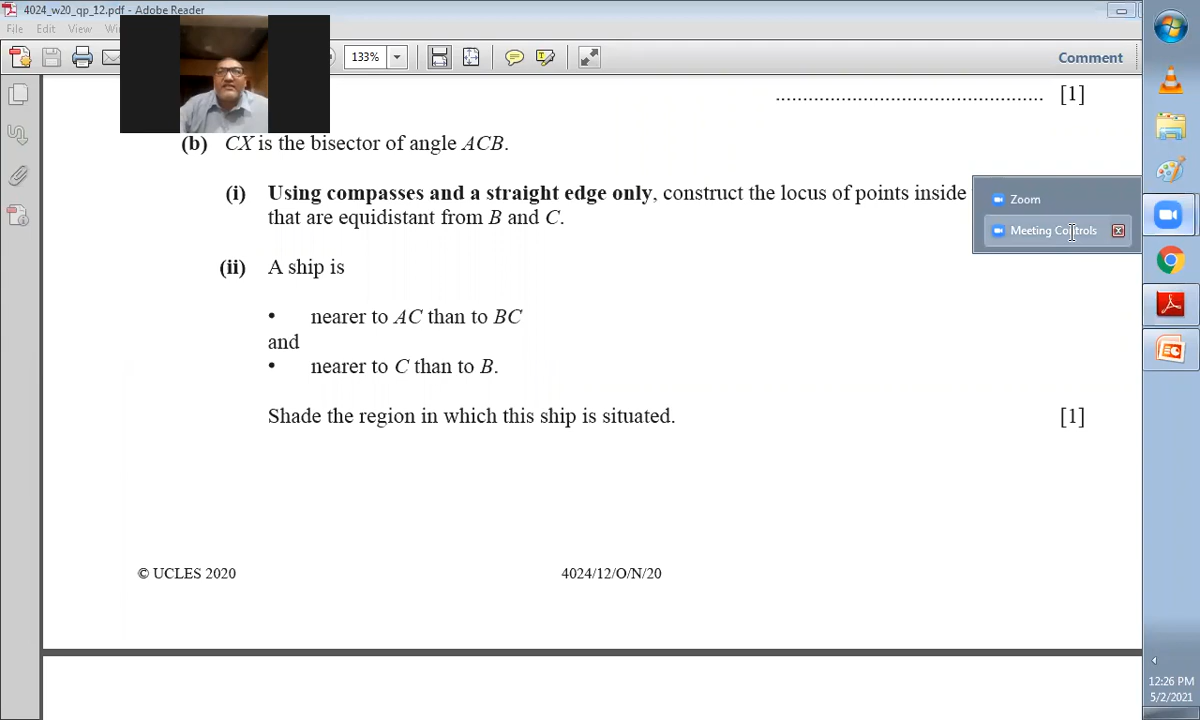 4024_w20_qp_12.pdf - Adobe Reader
File Edit View
133%
Comment
[1]
(b) CX is the bisector of angle ACB.
(i) Using compasses and a straight edge only, construct the locus of points inside
that are equidistant from B and C.
Zoom
Meeting Controls
(ii) A ship is
• nearer to AC than to BC
and
• nearer to C than to B.
Shade the region in which this ship is situated. [1]
© UCLES 2020 4024/12/O/N/20
12:26 PM
5/2/2021